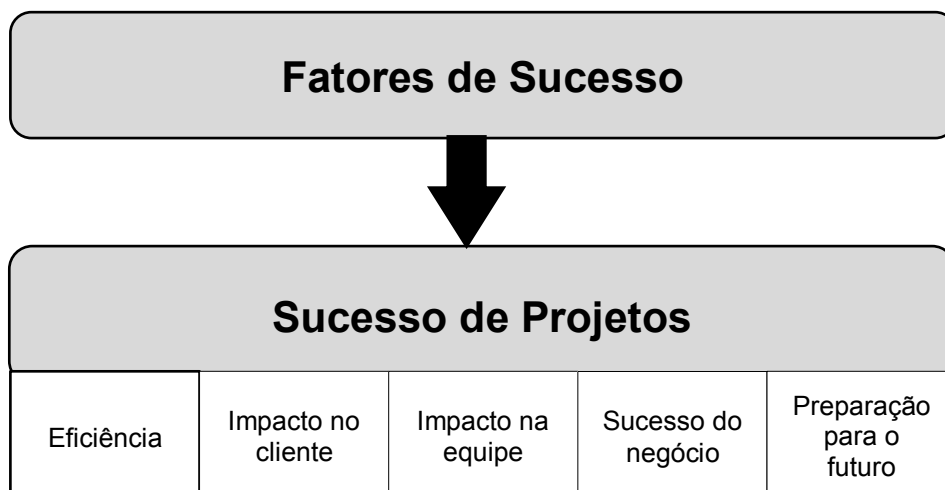 Fatores de Sucesso
Sucesso de Projetos
Eficiência
Impacto no
cliente
Impacto na
equipe
Sucesso do
negócio
Preparação
para o
futuro